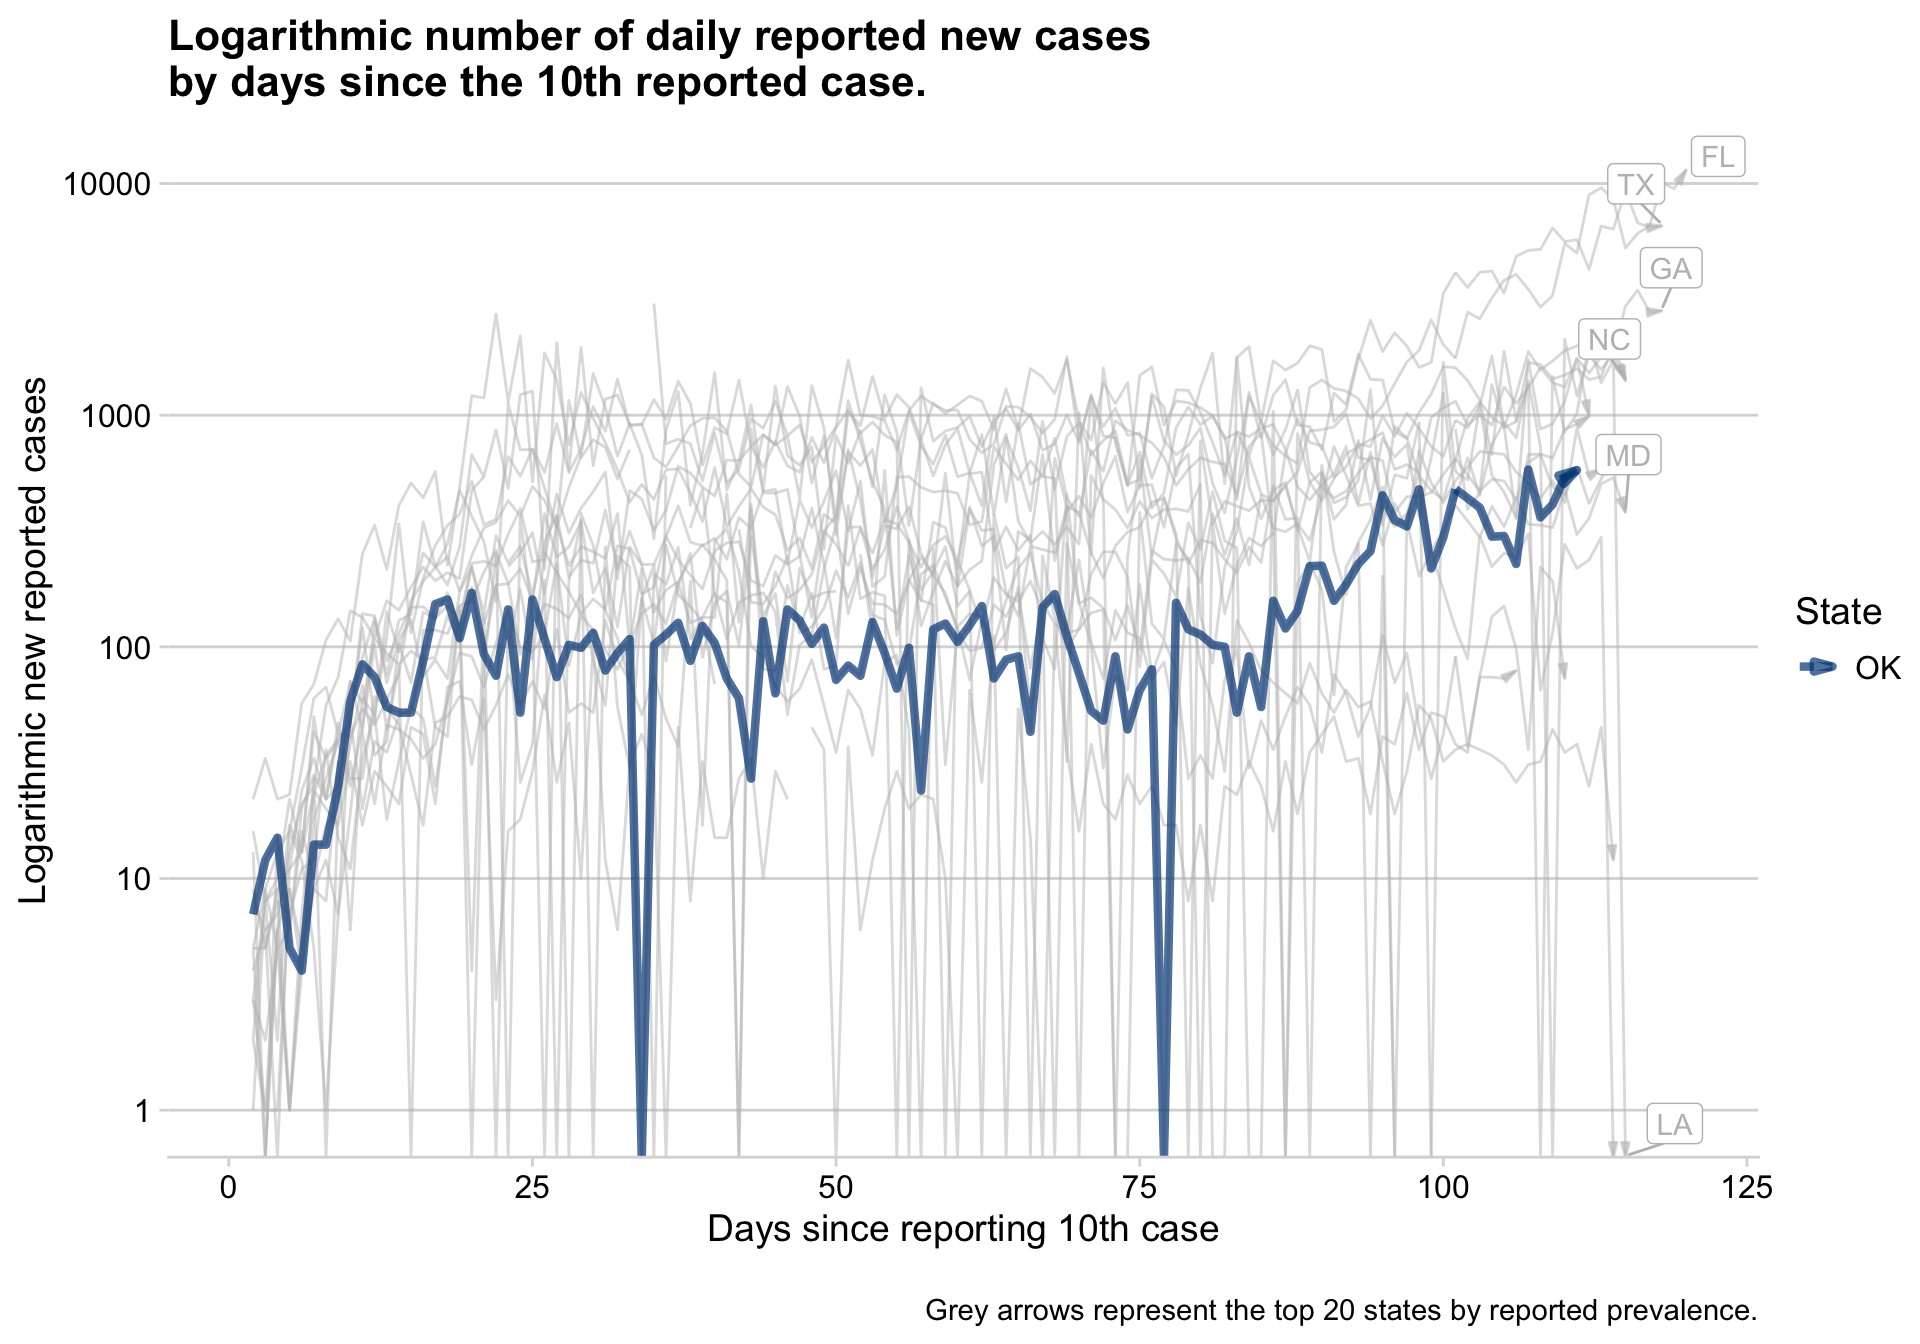 Logarithmic number of daily reported new cases
by days since the 10th reported case.
Logarithmic new reported cases
10000
1000
100
10
1
FL
TX
GA
NC
MD
LA
State
OK
0 25 50 75 100 125
Days since reporting 10th case
Grey arrows represent the top 20 states by reported prevalence.